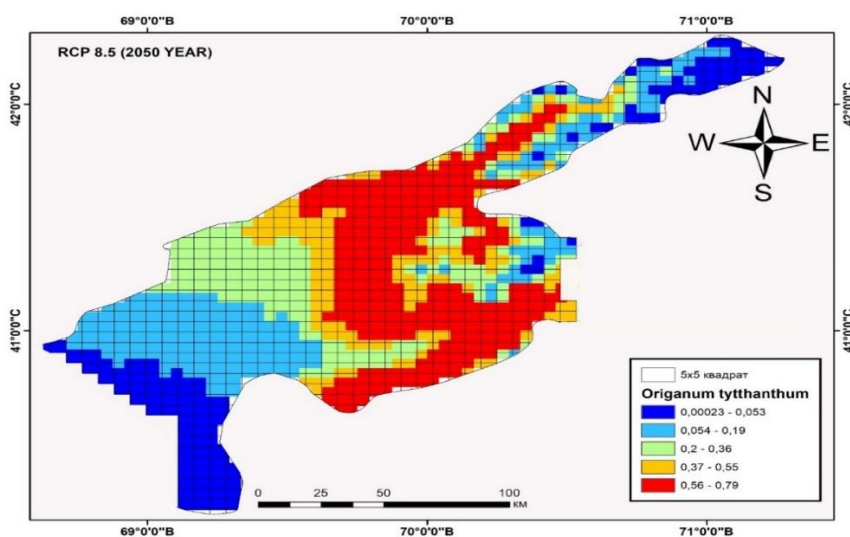 69°0'0"В 70°0'0"В 71°0'0"В
RCP 8.5 (2050 YEAR)
42°0'0"С
42°0'0"С
N
W E
S
41°0'0"С
41°0'0"С
5x5 квадрат
Origanum tytthanthum
0,00023 - 0,053
0,054 - 0,19
0,2 - 0,36
0,37 - 0,55
0,56 - 0,79
0 25 50 100
КМ
69°0'0"В 70°0'0"В 71°0'0"В